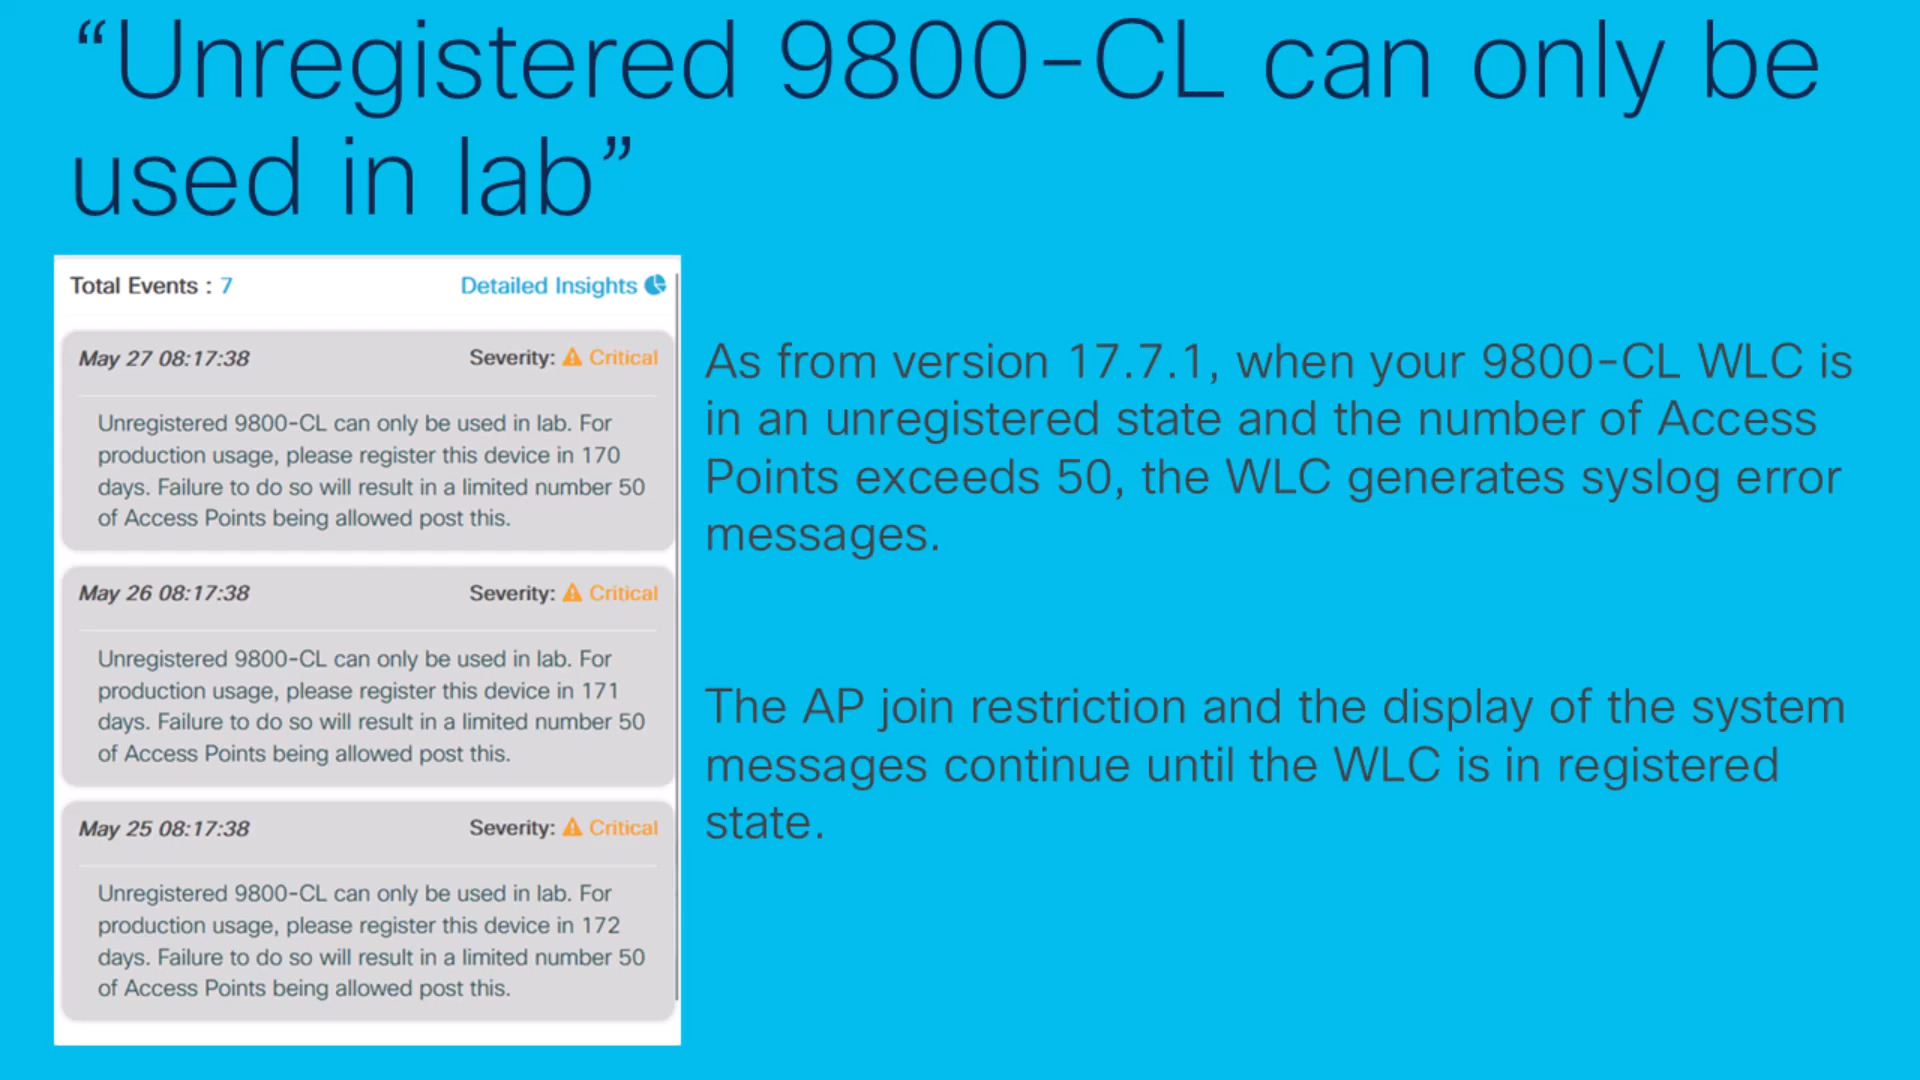 “Unregistered 9800-CL can only be
used in lab”
Total Events : 7
Detailed Insights
May 27 08:17:38
Severity: Critical
Unregistered 9800-CL can only be used in lab. For
production usage, please register this device in 170
days. Failure to do so will result in a limited number 50
of Access Points being allowed post this.
May 26 08:17:38
Severity: Critical
Unregistered 9800-CL can only be used in lab. For
production usage, please register this device in 171
days. Failure to do so will result in a limited number 50
of Access Points being allowed post this.
May 25 08:17:38
Severity: Critical
Unregistered 9800-CL can only be used in lab. For
production usage, please register this device in 172
days. Failure to do so will result in a limited number 50
of Access Points being allowed post this.
As from version 17.7.1, when your 9800-CL WLC is
in an unregistered state and the number of Access
Points exceeds 50, the WLC generates syslog error
messages.
The AP join restriction and the display of the system
messages continue until the WLC is in registered
state.